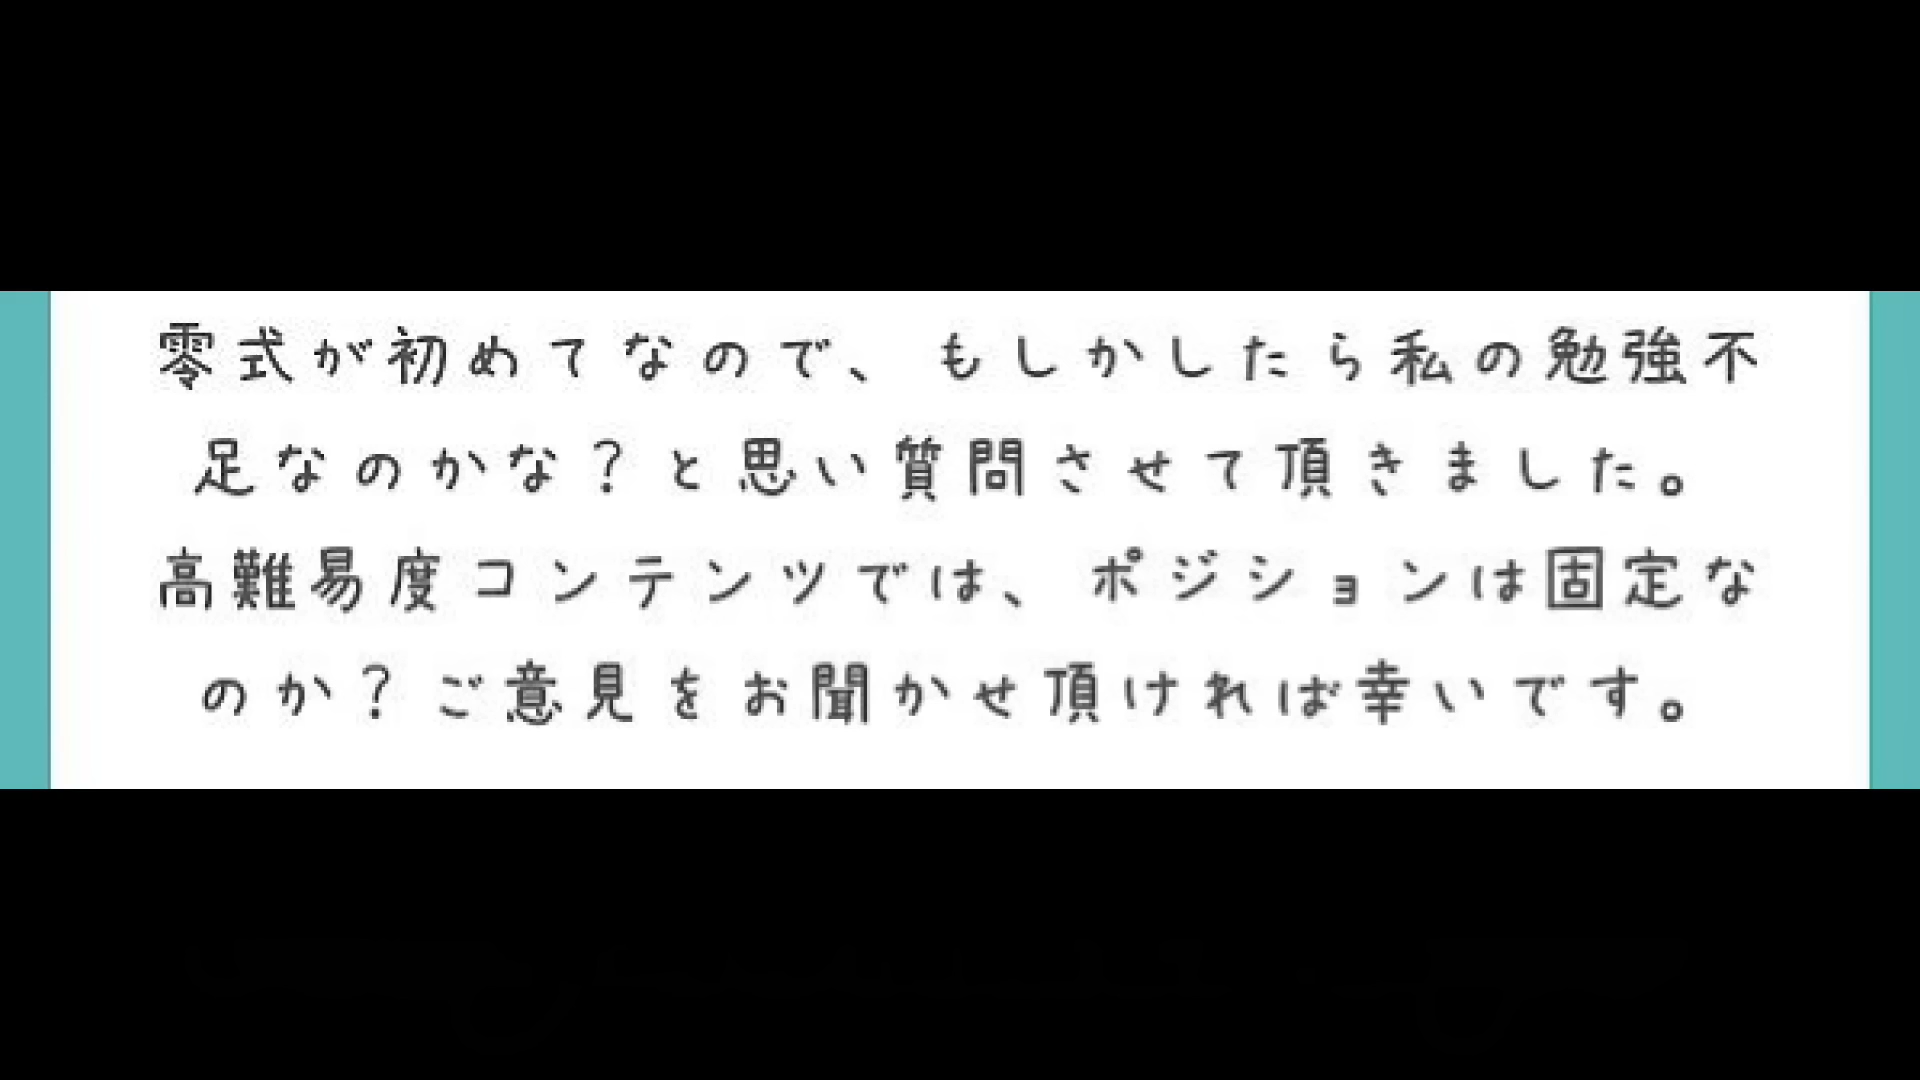 零式が初めてなので、もしかしたら私の勉強不
足なのかな？と思い質問させて頂きました。
高難易度コンテンツでは、ポジションは固定な
のか？ご意見をお聞かせ頂ければ幸いです。